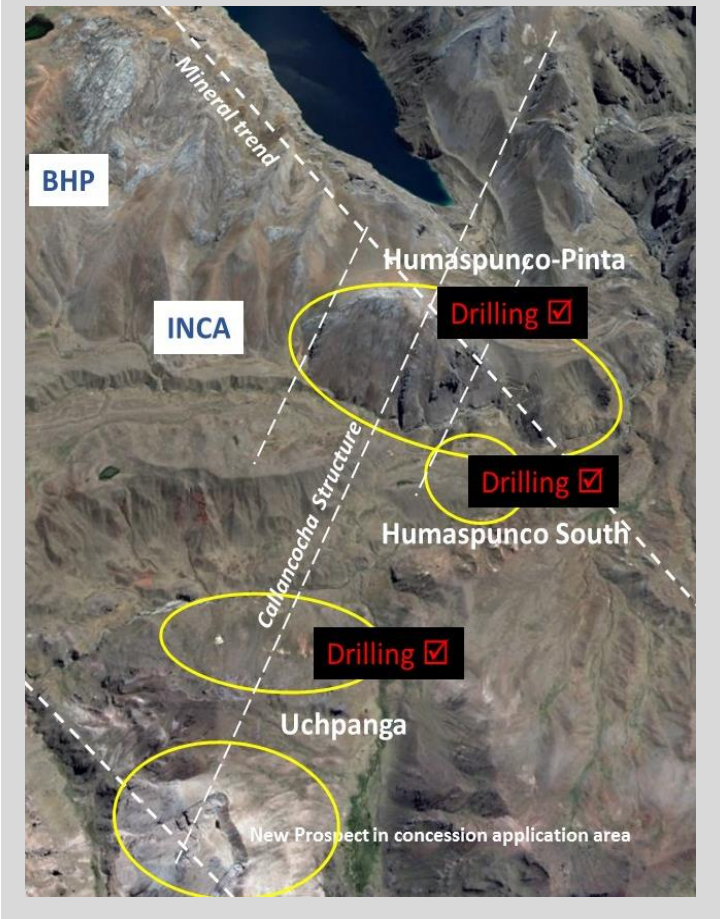 Mineral trend
BHP
Humaspunco-Pinta
Drilling ☑
INCA
Drilling ☑
Humaspunco South
Callancocha Structure
Drilling ☑
Uchpanga
New Prospect in concession application area